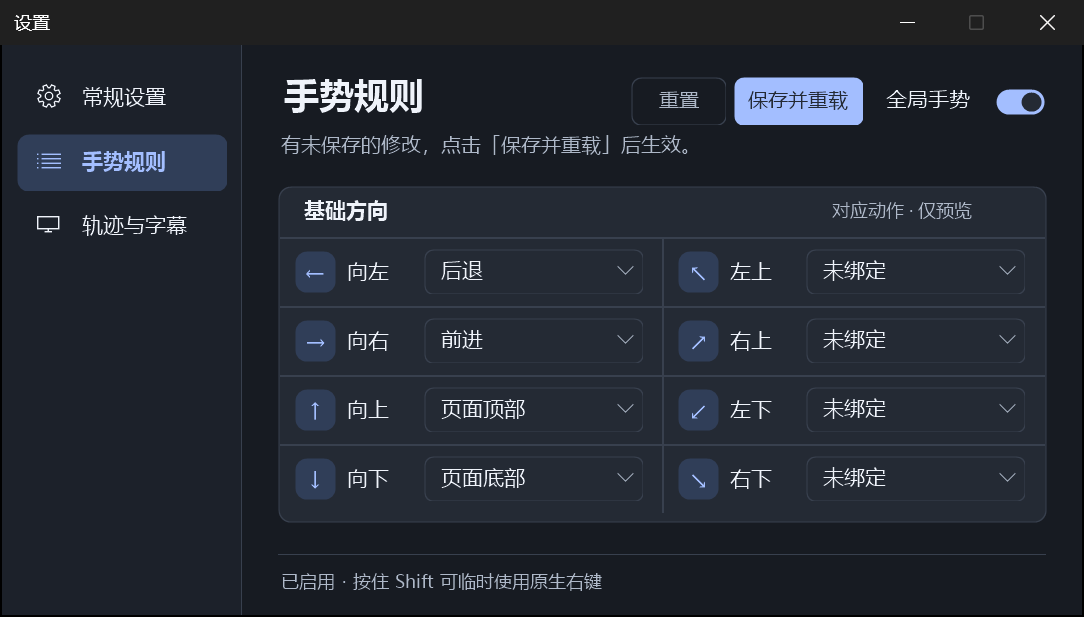 设置
常规设置
手势规则
轨迹与字幕
手势规则
重置
保存并重载
全局手势
有未保存的修改，点击「保存并重载」后生效。
基础方向
对应动作 · 仅预览
← 向左 后退
↖ 左上 未绑定
→ 向右 前进
↗ 右上 未绑定
↑ 向上 页面顶部
↙ 左下 未绑定
↓ 向下 页面底部
↘ 右下 未绑定
已启用 · 按住 Shift 可临时使用原生右键